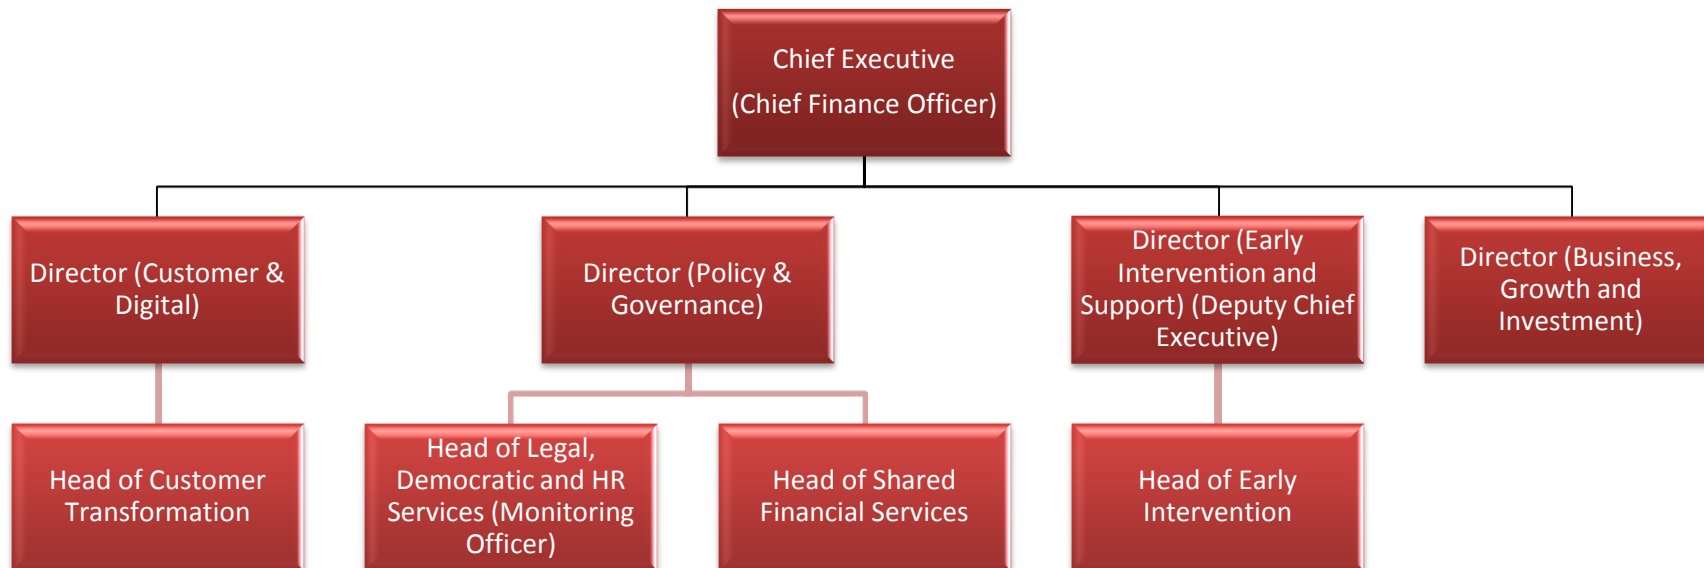 Chief Executive
(Chief Finance Officer)
Director (Customer &
Digital)
Director (Policy &
Governance)
Director (Early
Intervention and
Support) (Deputy Chief
Executive)
Director (Business,
Growth and
Investment)
Head of Customer
Transformation
Head of Legal,
Democratic and HR
Services (Monitoring
Officer)
Head of Shared
Financial Services
Head of Early
Intervention